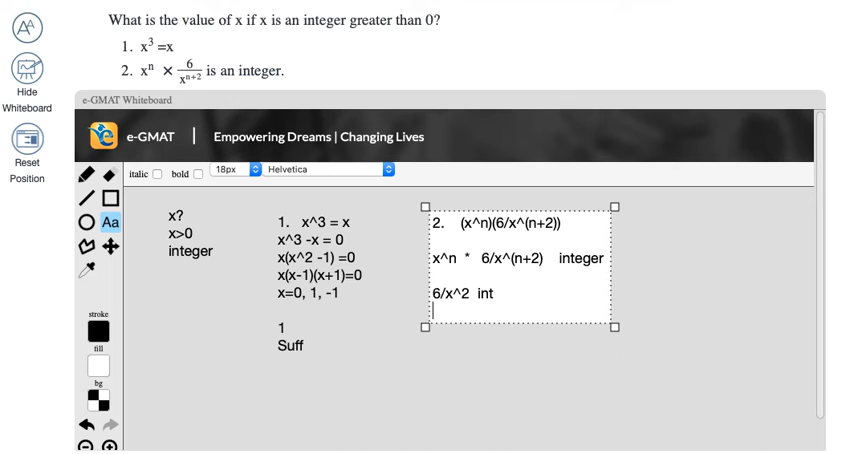 What is the value of x if x is an integer greater than 0?
AA
1. x³ =x
2. xⁿ × 6/xⁿ⁺² is an integer.
Hide
Whiteboard
e-GMAT Whiteboard
e-GMAT | Empowering Dreams | Changing Lives
Reset
Position
italic bold 18px Helvetica
Aa
x?
x>0
integer
1. x^3 = x
x^3 -x = 0
x(x^2 -1) =0
x(x-1)(x+1)=0
x=0, 1, -1
1
Suff
2. (x^n)(6/x^(n+2))
x^n * 6/x^(n+2) integer
6/x^2 int
stroke
fill
bg